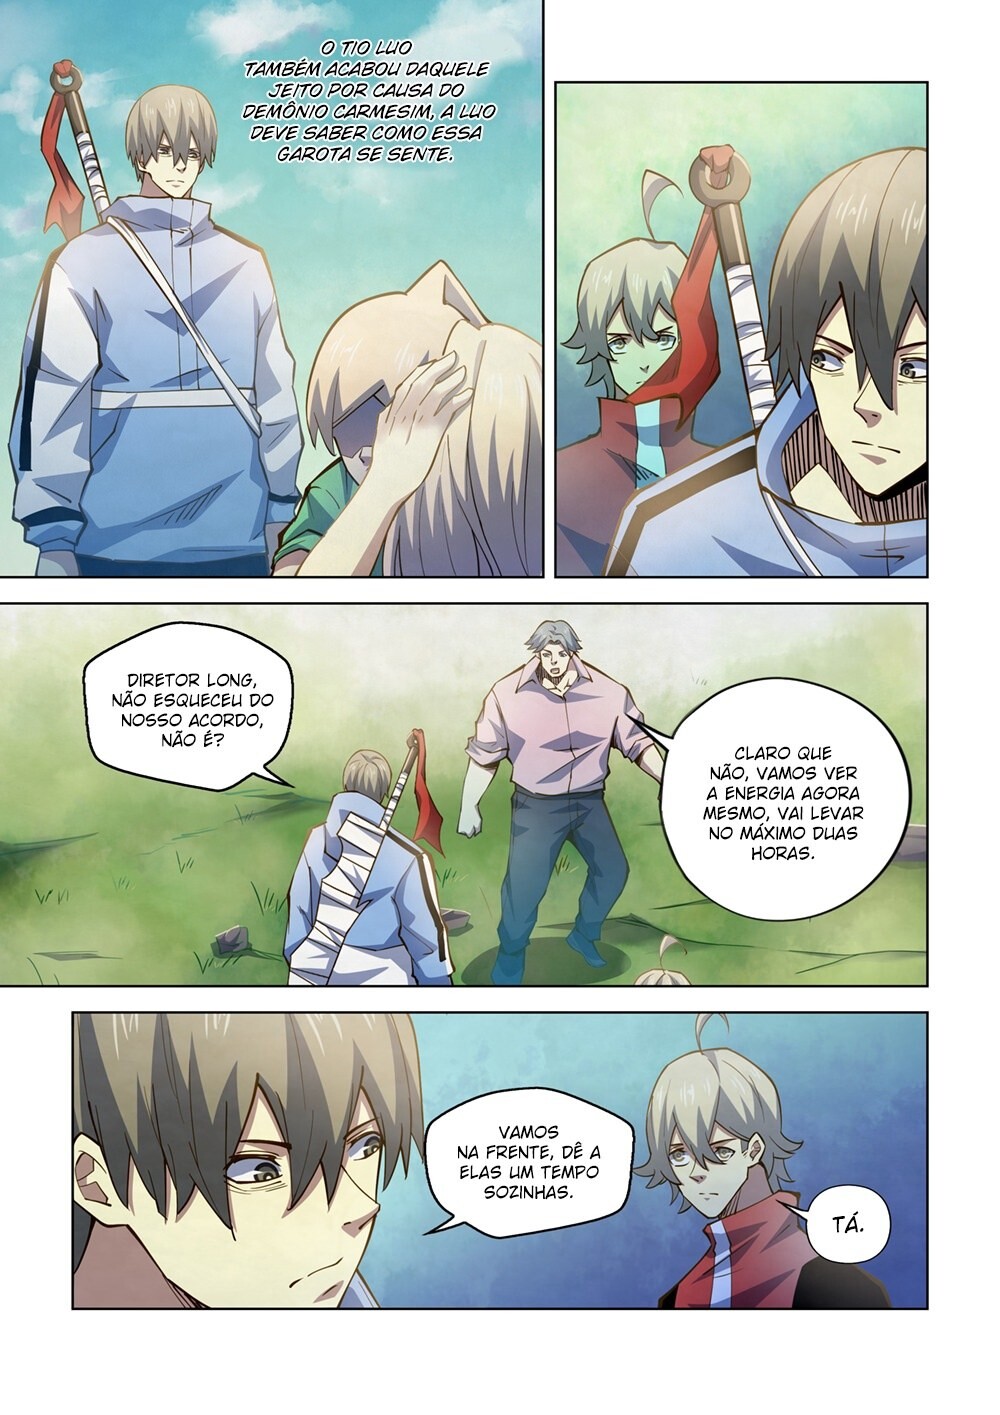 O TIO LUO
TAMBÉM ACABOU DAQUELE
JEITO POR CAUSA DO
DEMÔNIO CARMESIM, A LUO
DEVE SABER COMO ESSA
GAROTA SE SENTE.
DIRETOR LONG,
NÃO ESQUECEU DO
NOSSO ACORDO,
NÃO É?
CLARO QUE
NÃO, VAMOS VER
A ENERGIA AGORA
MESMO, VAI LEVAR
NO MÁXIMO DUAS
HORAS.
VAMOS
NA FRENTE, DÊ A
ELAS UM TEMPO
SOZINHAS.
TÁ.